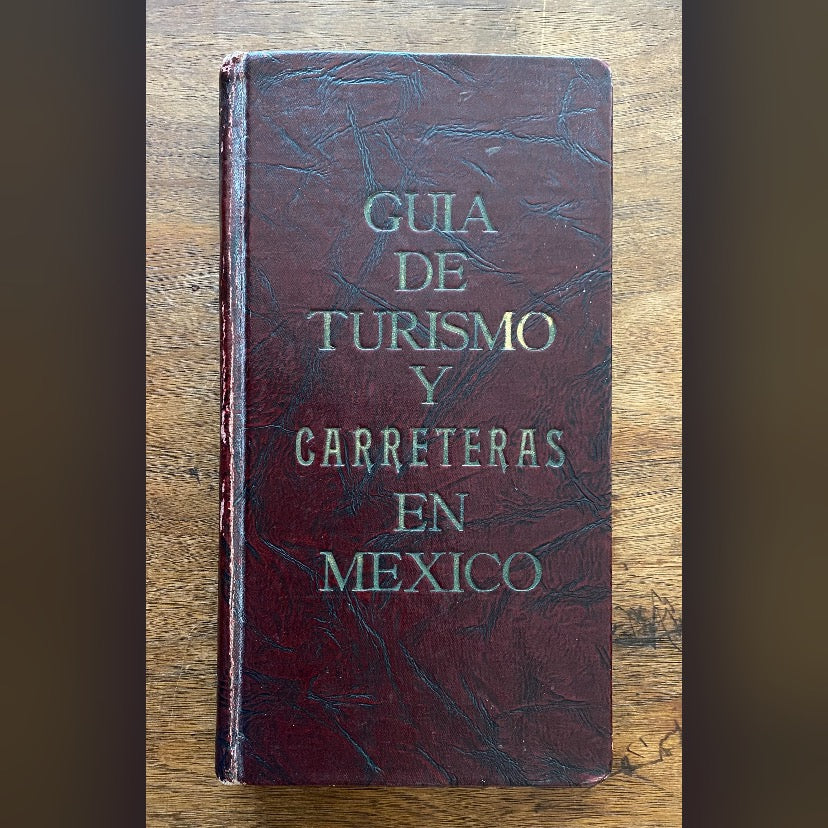 GUIA
DE
TURISMO
Y
CARRETERAS
EN
MEXICO